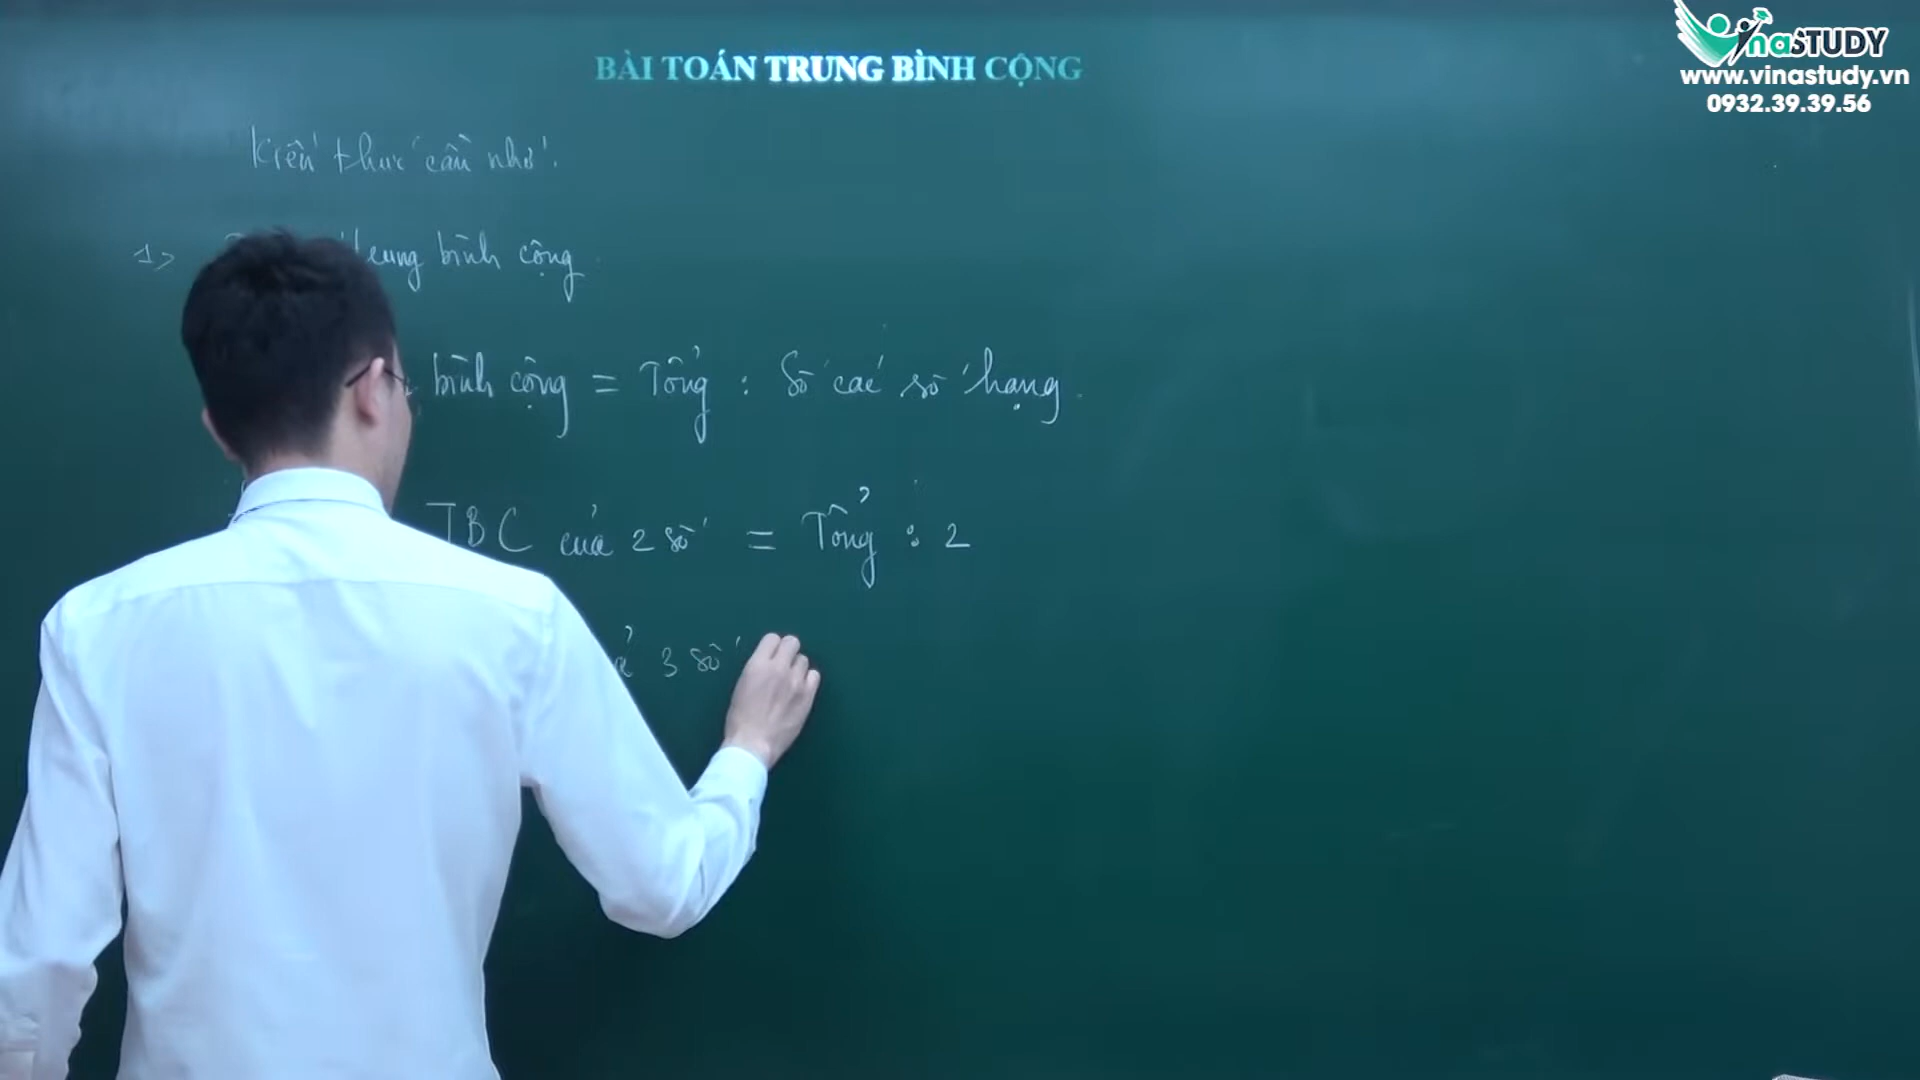 BÀI TOÁN TRUNG BÌNH CỘNG
VinaSTUDY
www.vinastudy.vn
0932.39.39.56
Kiến thức cần nhớ.
1> trung bình cộng
bình cộng = Tổng : Số các số hạng.
TBC của 2 số = Tổng : 2
3 số